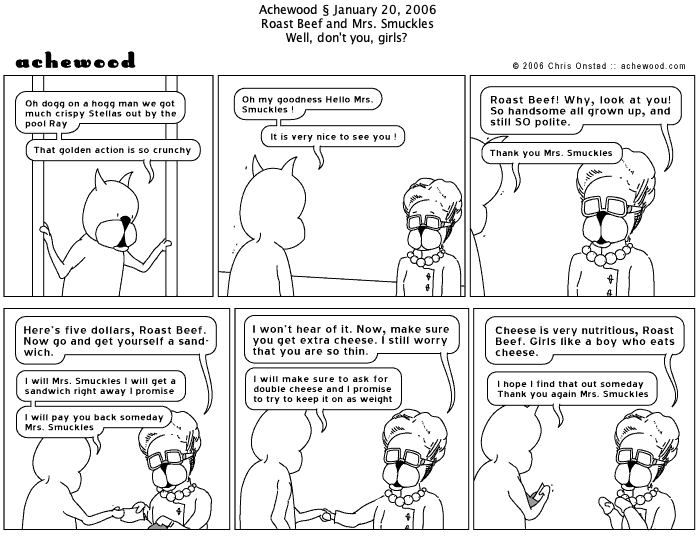 Achewood § January 20, 2006
Roast Beef and Mrs. Smuckles
Well, don't you, girls?
achewood
© 2006 Chris Onstad :: achewood.com
Oh dogg on a hogg man we got
much crispy Stellas out by the
pool Ray
That golden action is so crunchy
Oh my goodness Hello Mrs.
Smuckles !
It is very nice to see you !
Roast Beef! Why, look at you!
So handsome all grown up, and
still SO polite.
Thank you Mrs. Smuckles
Here's five dollars, Roast Beef.
Now go and get yourself a sand-
wich.
I will Mrs. Smuckles I will get a
sandwich right away I promise
I will pay you back someday
Mrs. Smuckles
I won't hear of it. Now, make sure
you get extra cheese. I still worry
that you are so thin.
I will make sure to ask for
double cheese and I promise
to try to keep it on as weight
Cheese is very nutritious, Roast
Beef. Girls like a boy who eats
cheese.
I hope I find that out someday
Thank you again Mrs. Smuckles